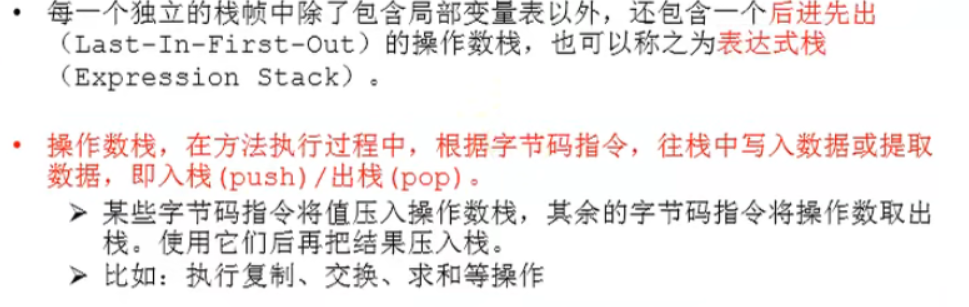 • 每一个独立的栈帧中除了包含局部变量表以外，还包含一个后进先出
（Last-In-First-Out）的操作数栈，也可以称之为表达式栈
（Expression Stack）。
• 操作数栈，在方法执行过程中，根据字节码指令，往栈中写入数据或提取
数据，即入栈(push)/出栈(pop)。
➢ 某些字节码指令将值压入操作数栈，其余的字节码指令将操作数取出
栈。使用它们后再把结果压入栈。
➢ 比如：执行复制、交换、求和等操作